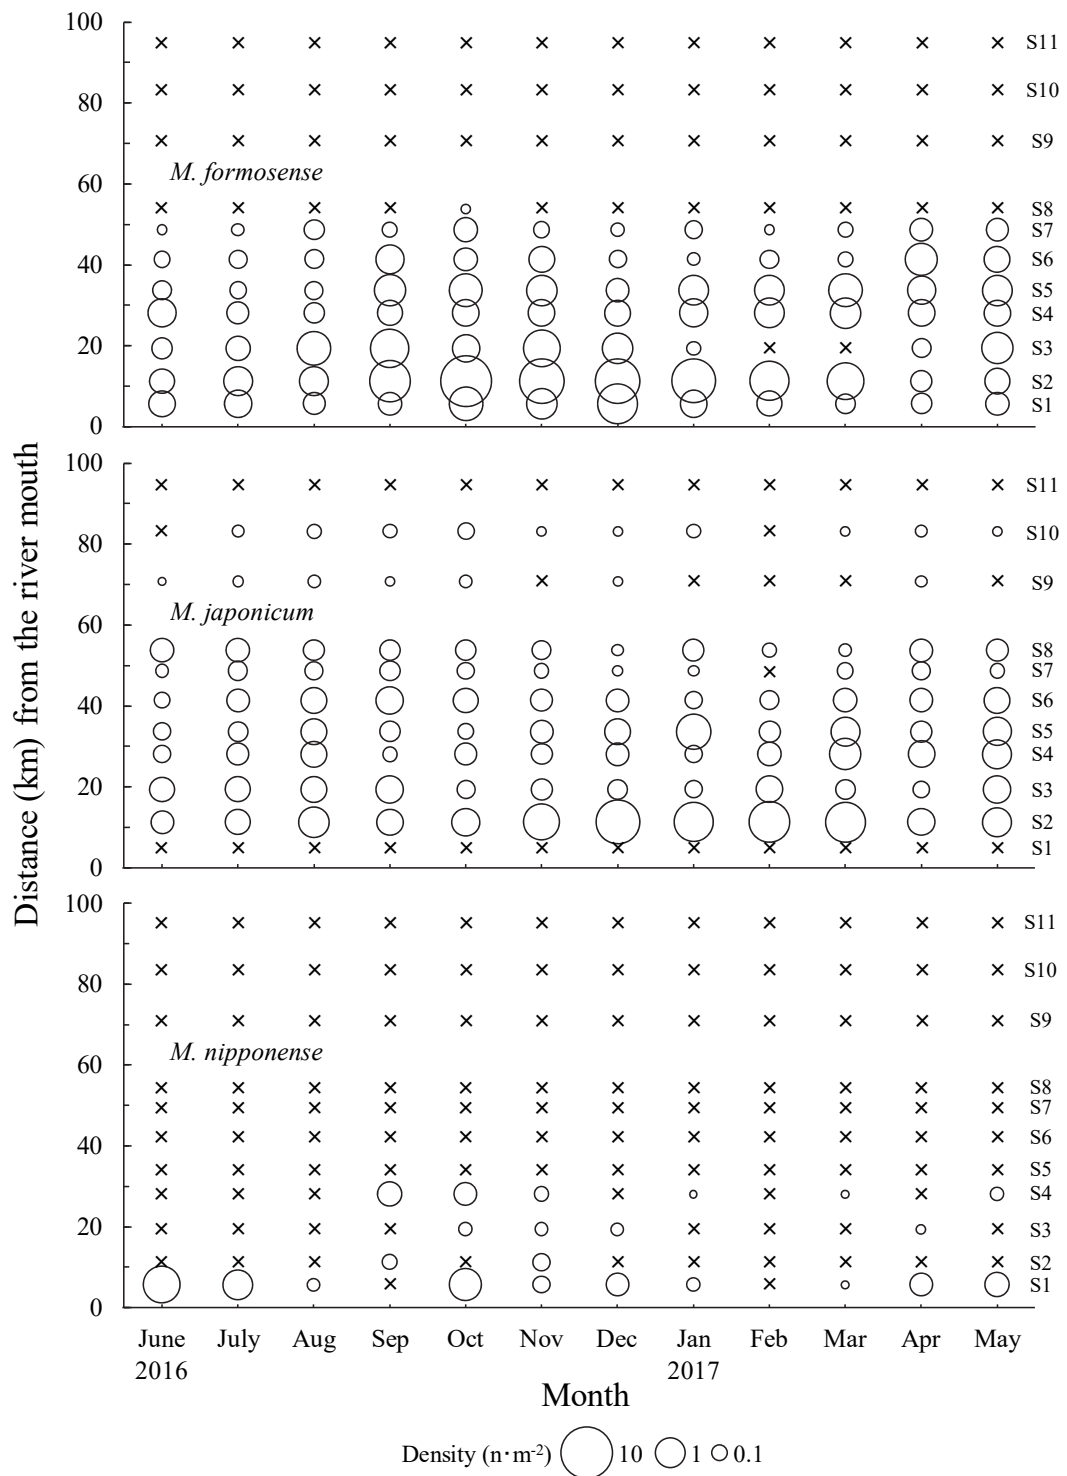 Distance (km) from the river mouth
100
80
60
40
20
0
M. formosense
S11
S10
S9
S8
S7
S6
S5
S4
S3
S2
S1
100
80
60
40
20
0
M. japonicum
S11
S10
S9
S8
S7
S6
S5
S4
S3
S2
S1
100
80
60
40
20
0
M. nipponense
S11
S10
S9
S8
S7
S6
S5
S4
S3
S2
S1
June July Aug Sep Oct Nov Dec Jan Feb Mar Apr May
2016 2017
Month
Density (n·m-2) 10 1 0.1